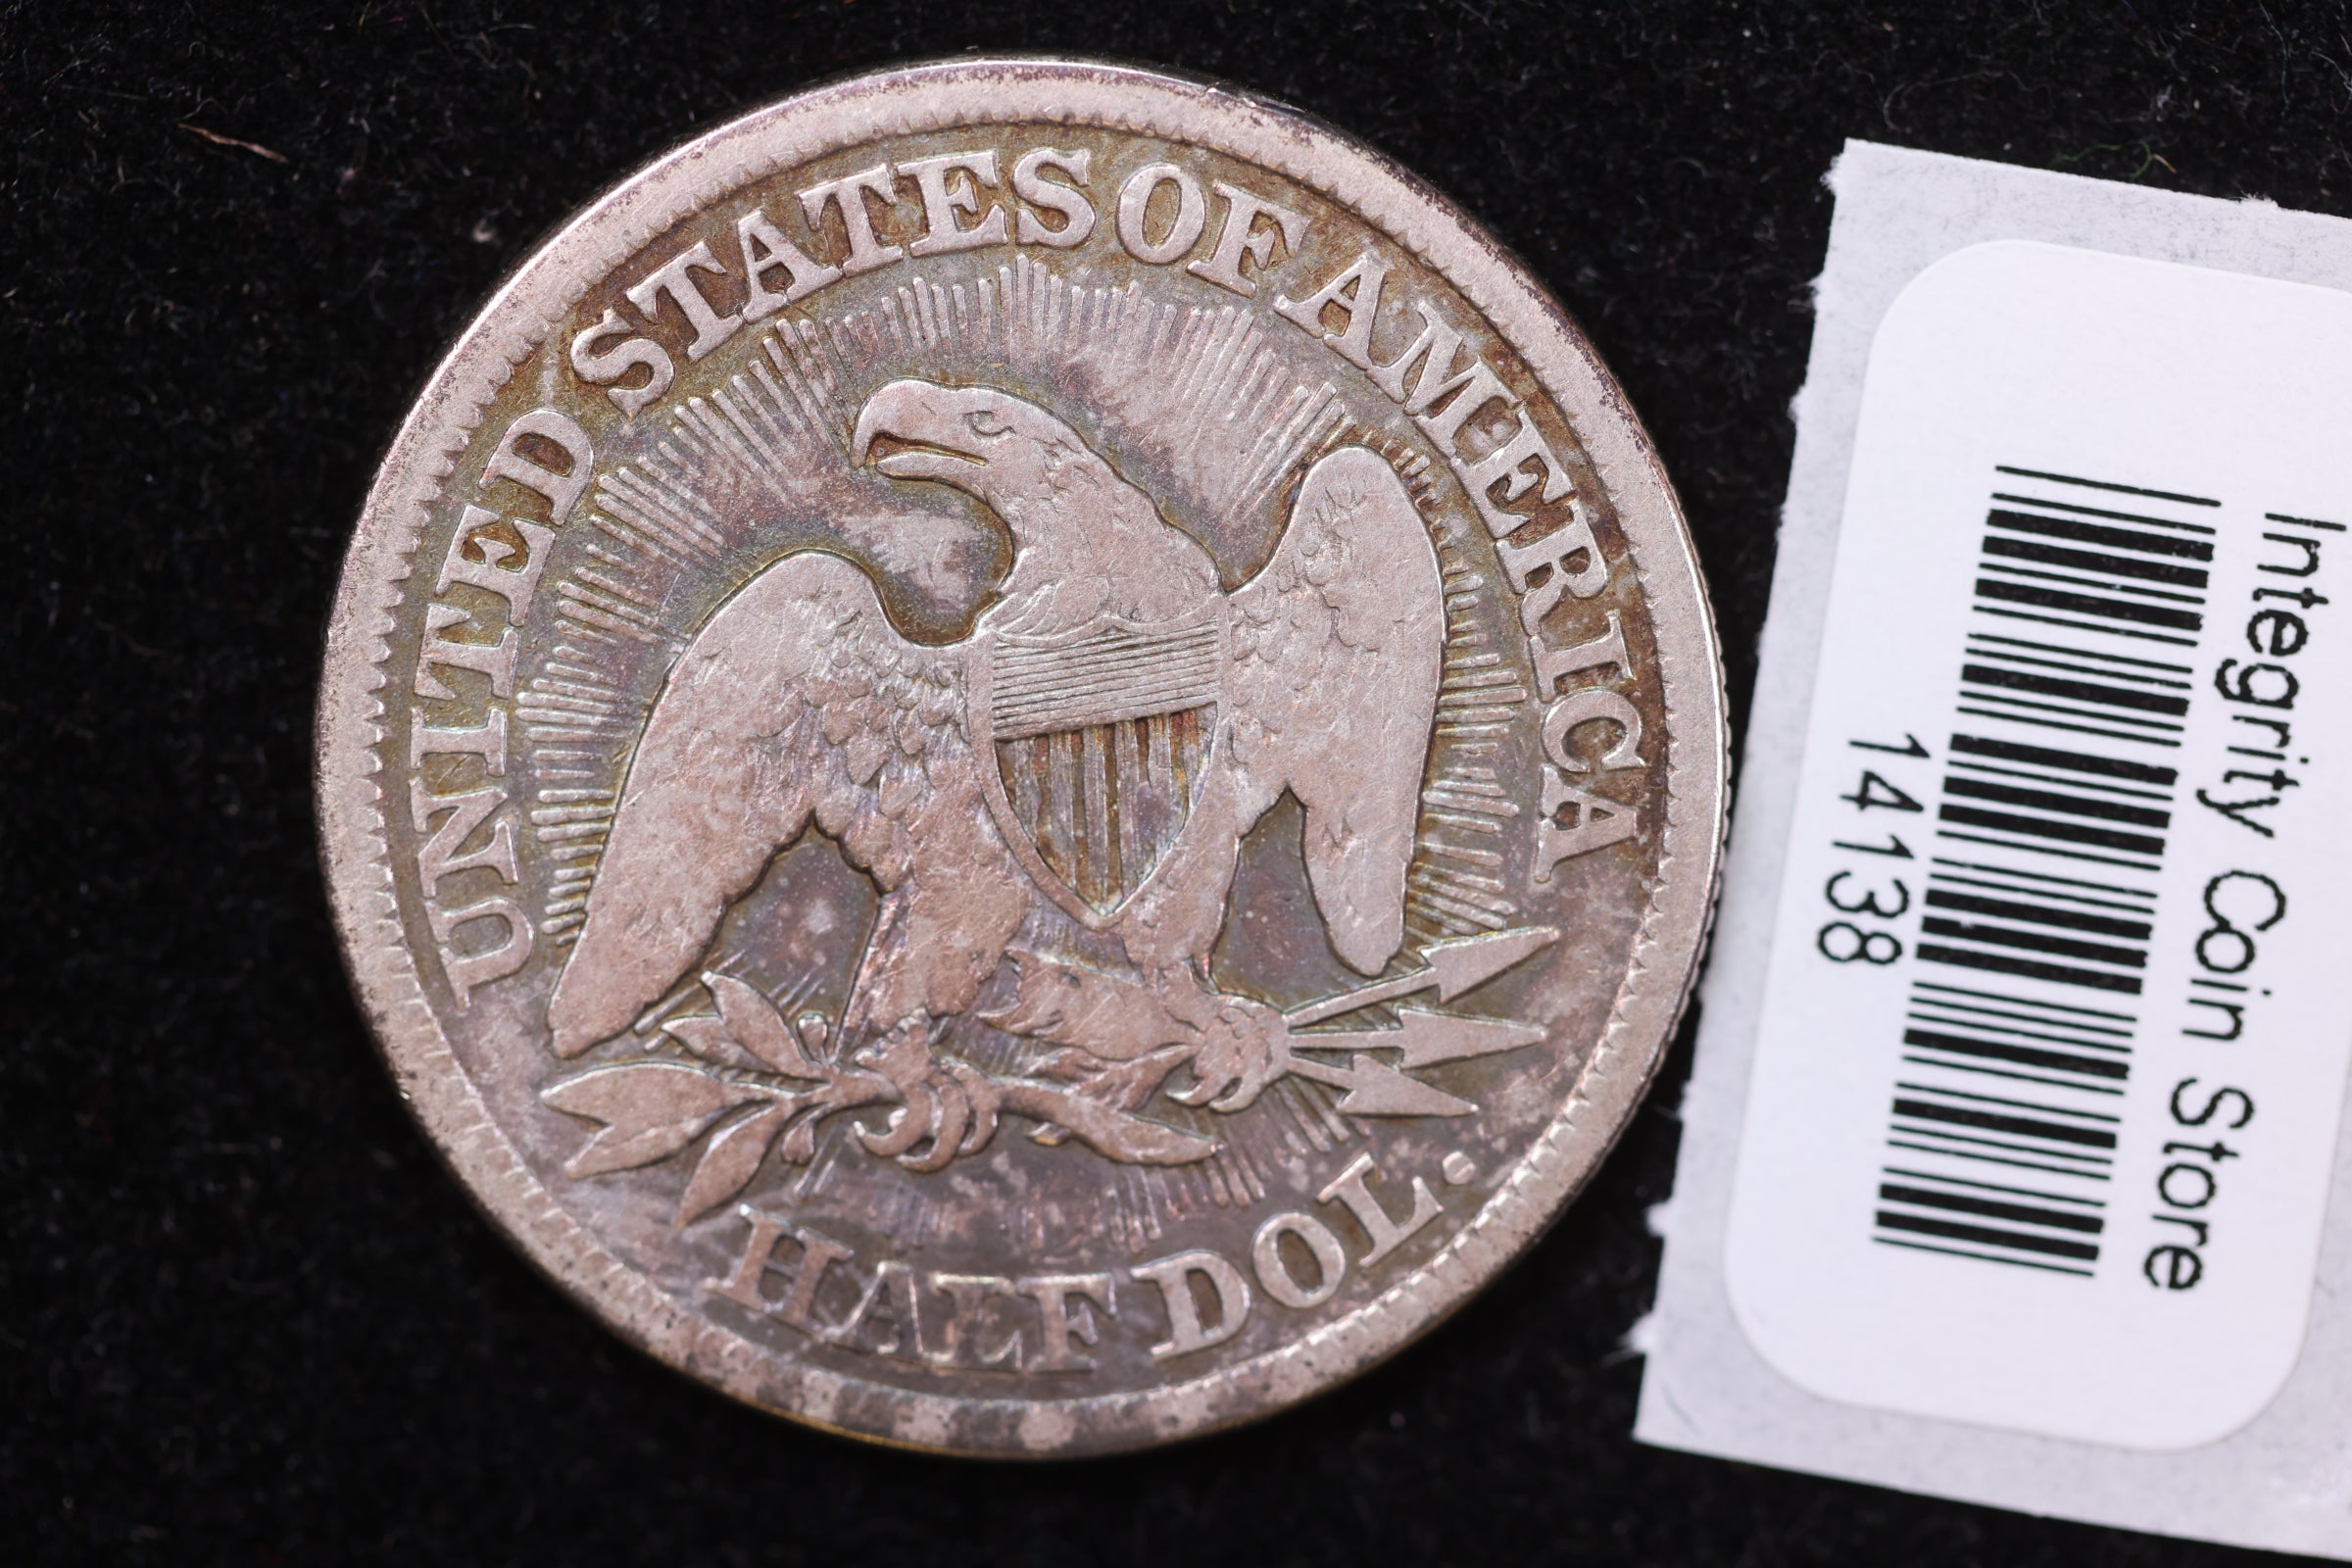 UNITED STATES OF AMERICA
HALF DOL.
Integrity Coin Store
14138